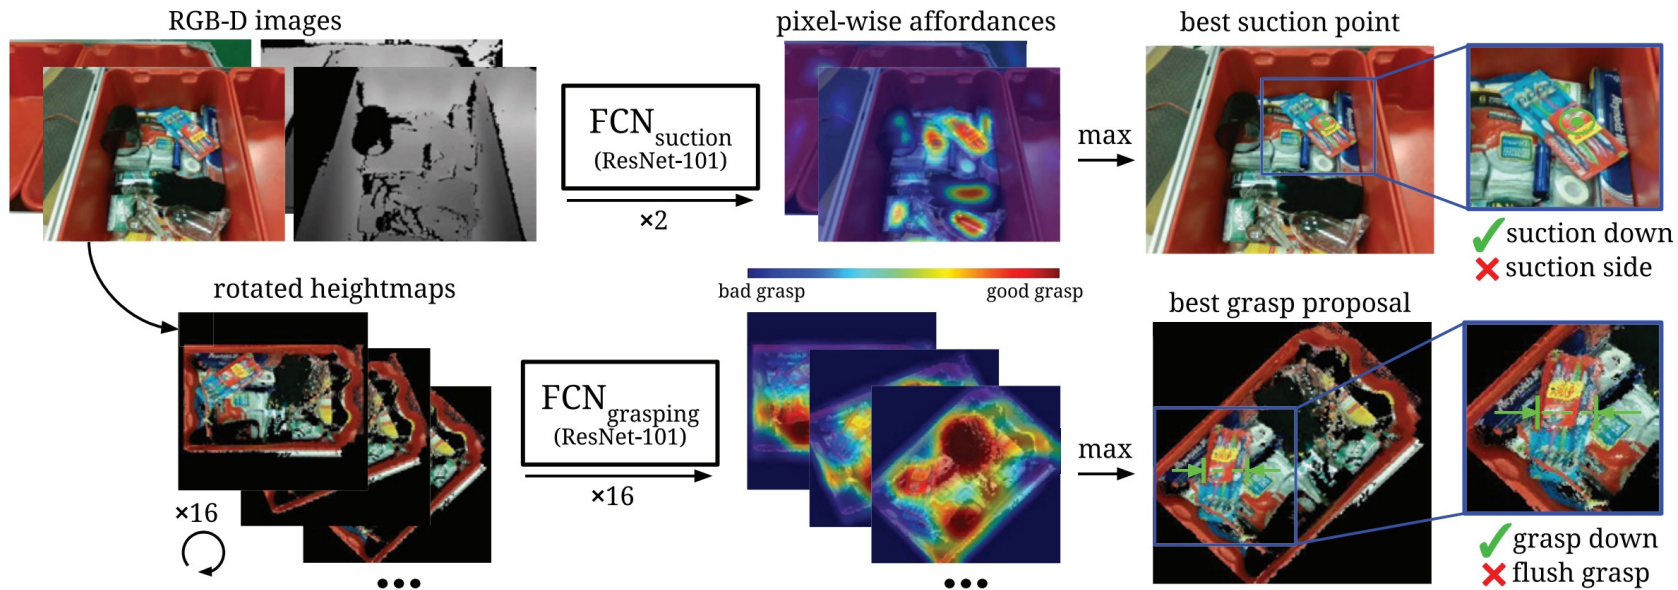 RGB-D images
pixel-wise affordances
best suction point
FCN suction
(ResNet-101)
×2
max
suction down
suction side
rotated heightmaps
bad grasp
good grasp
best grasp proposal
FCN grasping
(ResNet-101)
×16
max
×16
grasp down
flush grasp